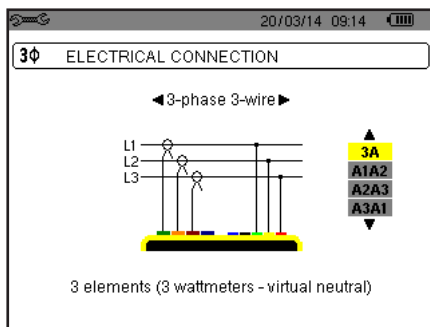 20/03/14 09:14
3ϕ ELECTRICAL CONNECTION
◄3-phase 3-wire►
L1
L2
L3
3A
A1A2
A2A3
A3A1
3 elements (3 wattmeters - virtual neutral)